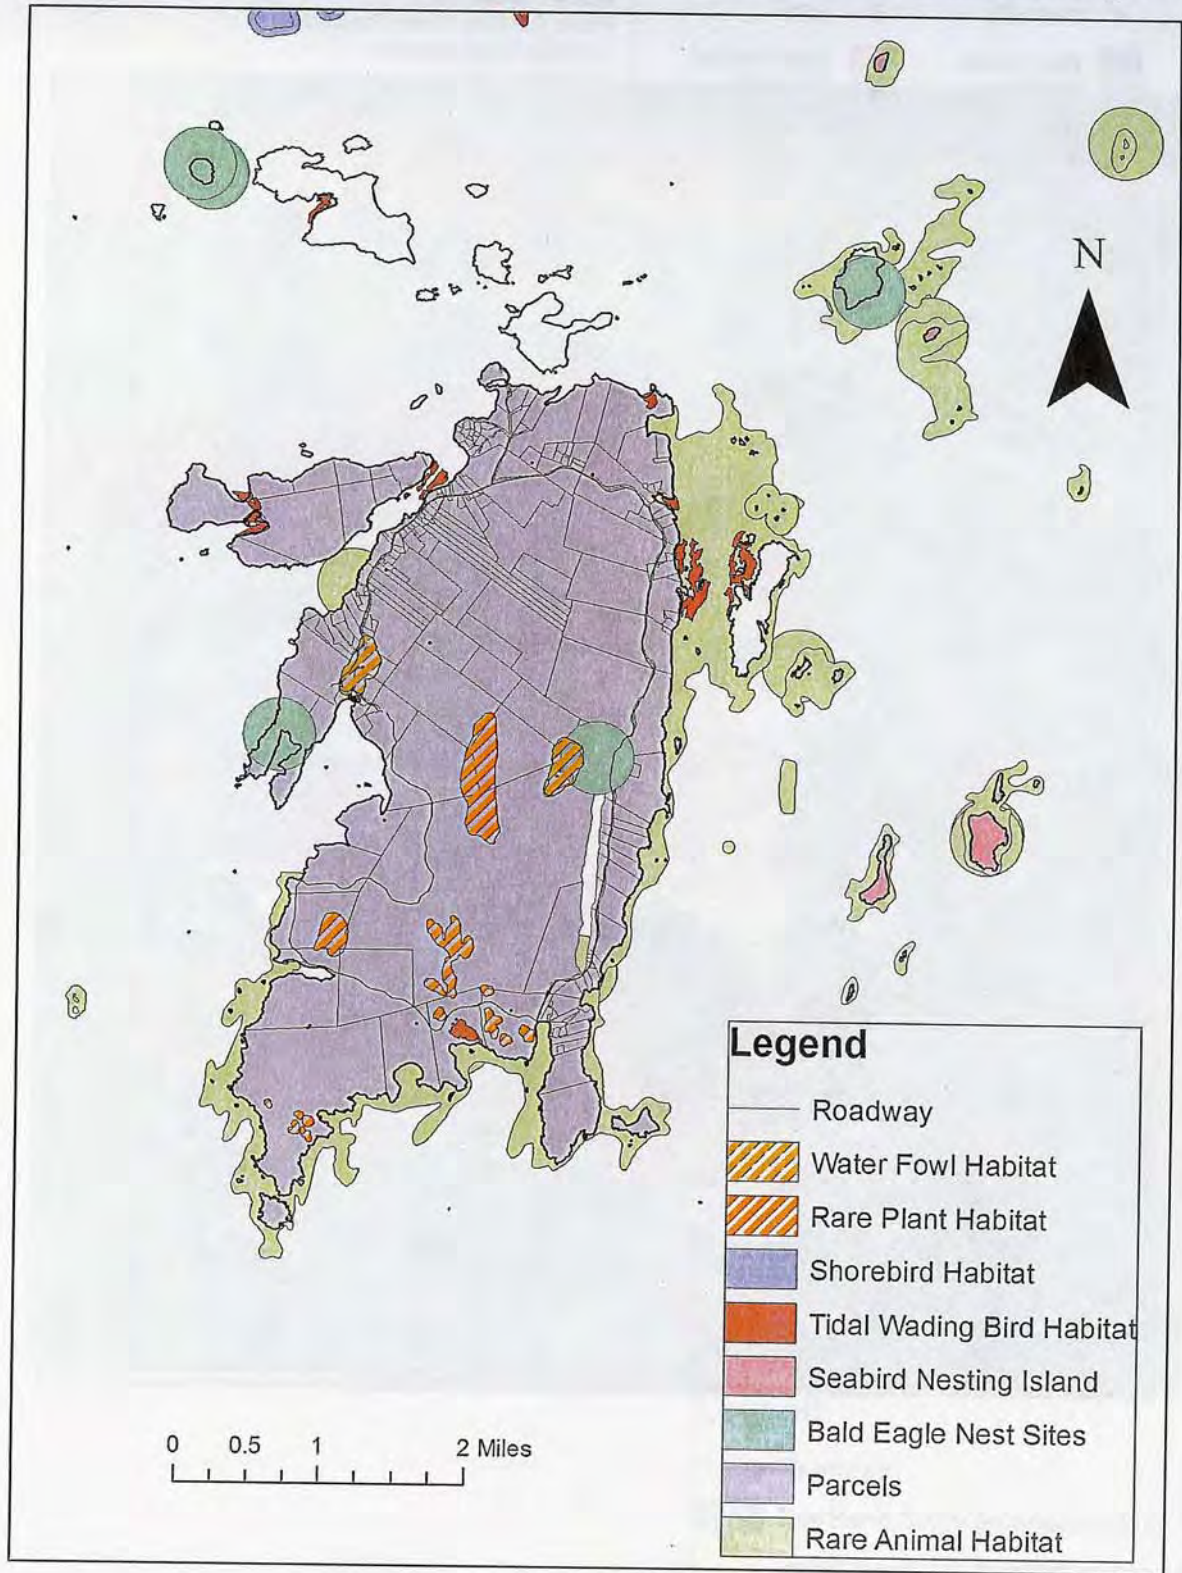 N
Legend
Roadway
Water Fowl Habitat
Rare Plant Habitat
Shorebird Habitat
Tidal Wading Bird Habitat
Seabird Nesting Island
Bald Eagle Nest Sites
Parcels
Rare Animal Habitat
0 0.5 1 2 Miles